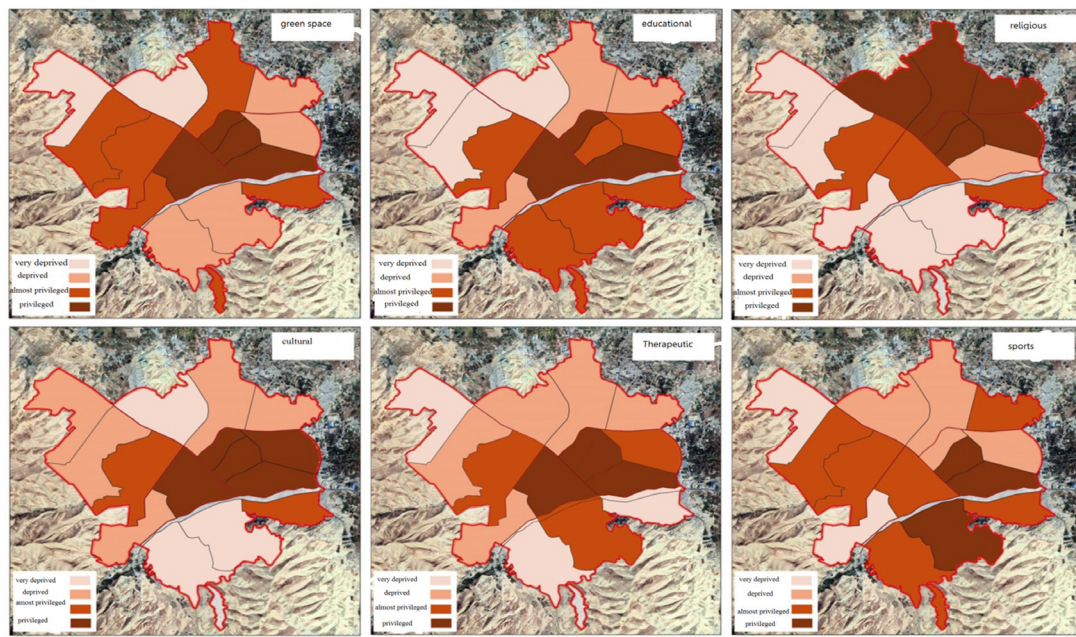 green space
very deprived
deprived
almost privileged
privileged
educational
very deprived
deprived
almost privileged
privileged
religious
very deprived
deprived
almost privileged
privileged
cultural
very deprived
deprived
amost privileged
privileged
Therapeutic
very deprived
deprived
almost privileged
privileged
sports
very deprived
deprived
almost privileged
privileged